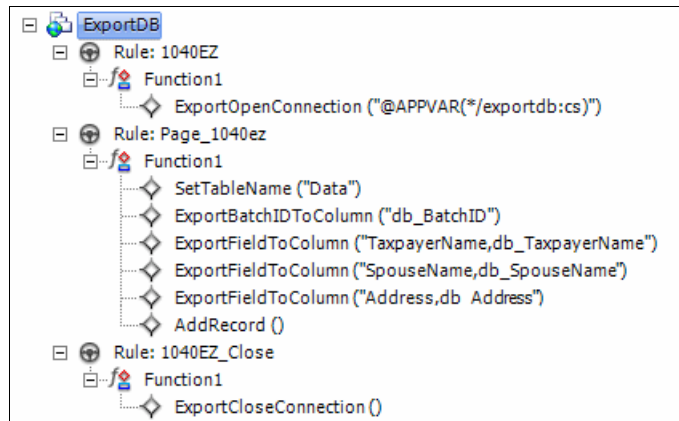 ExportDB
Rule: 1040EZ
Function1
ExportOpenConnection ("@APPVAR(*/exportdb:cs)")
Rule: Page_1040ez
Function1
SetTableName ("Data")
ExportBatchIDToColumn ("db_BatchID")
ExportFieldToColumn ("TaxpayerName,db_TaxpayerName")
ExportFieldToColumn ("SpouseName,db_SpouseName")
ExportFieldToColumn ("Address,db Address")
AddRecord ()
Rule: 1040EZ_Close
Function1
ExportCloseConnection ()